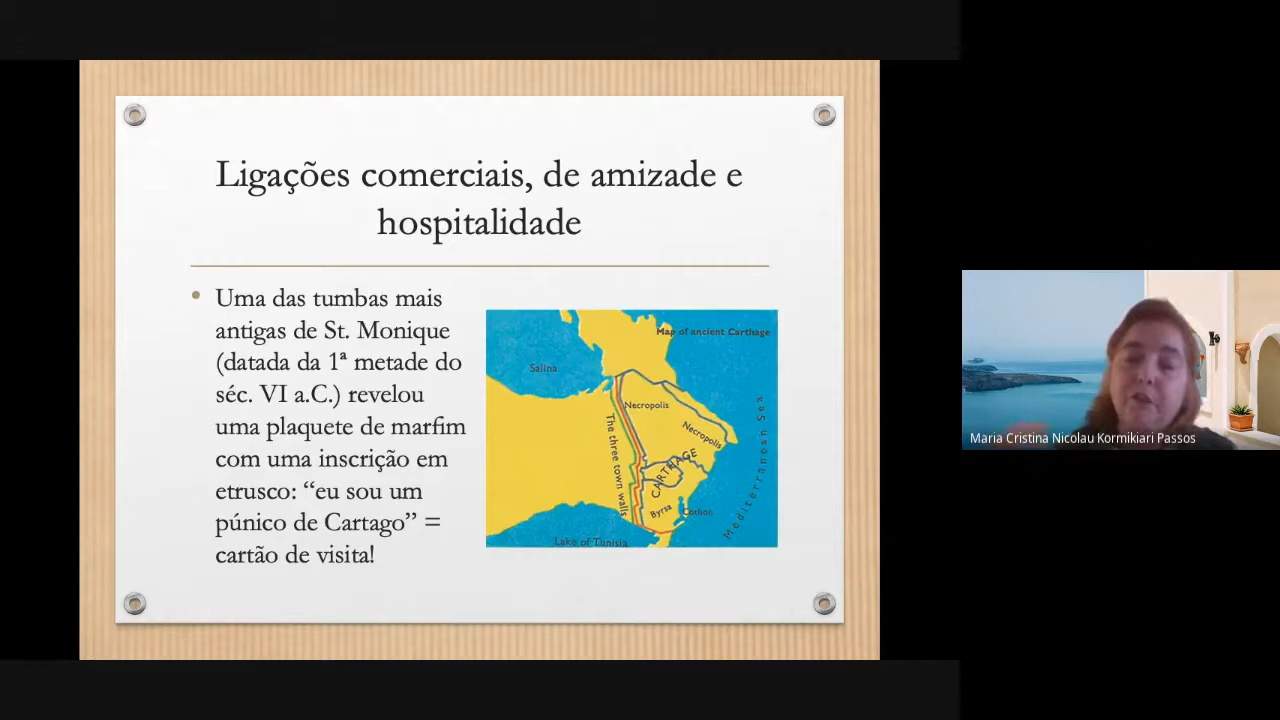 Ligações comerciais, de amizade e
hospitalidade
• Uma das tumbas mais
antigas de St. Monique
(datada da 1ª metade do
séc. VI a.C.) revelou
uma plaquete de marfim
com uma inscrição em
etrusco: “eu sou um
púnico de Cartago” =
cartão de visita!
Map of ancient Carthage
Salina
Necropolis
Necropolis
The three town walls
CARTHAGE
Byrsa
Cothon
Mediterranean Sea
Lake of Tunisia
Maria Cristina Nicolau Kormikiari Passos